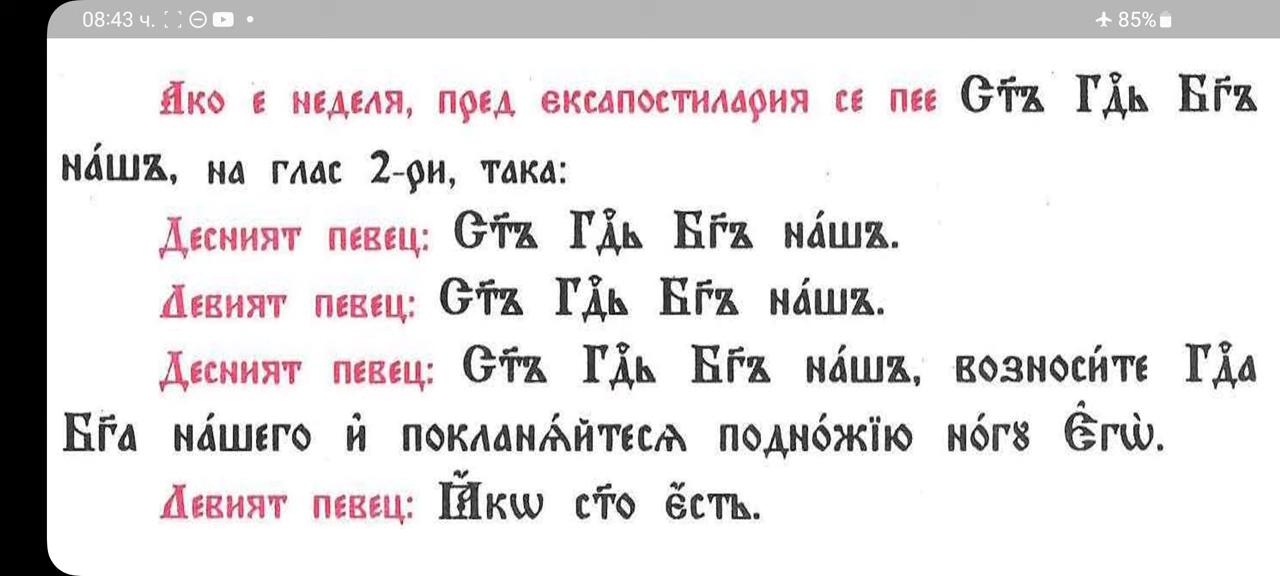 08:43 ч.
85%
Ако е неделя, пред ексапостилария се пее Ст҃ъ Гдⷭ҇ь Бг҃ъ
на́шъ, на глас 2-ри, така:
Десният певец: Ст҃ъ Гдⷭ҇ь Бг҃ъ на́шъ.
Левият певец: Ст҃ъ Гдⷭ҇ь Бг҃ъ на́шъ.
Десният певец: Ст҃ъ Гдⷭ҇ь Бг҃ъ на́шъ, возноси́те Гдⷭ҇а
Бг҃а на́шего и҆ покланѧ́йтесѧ подно́жїю но́гꙋ Є҆гѡ̀.
Левият певец: Ꙗ҆́кѡ ст҃о є҆́сть.